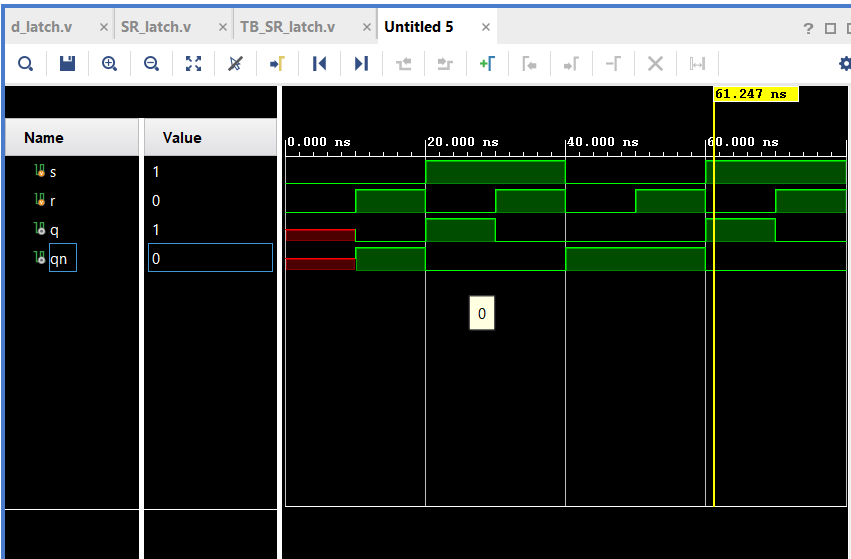 d_latch.v × SR_latch.v × TB_SR_latch.v × Untitled 5 ×
?
61.247 ns
Name Value
0.000 ns 20.000 ns 40.000 ns 60.000 ns
s 1
r 0
q 1
qn 0
0